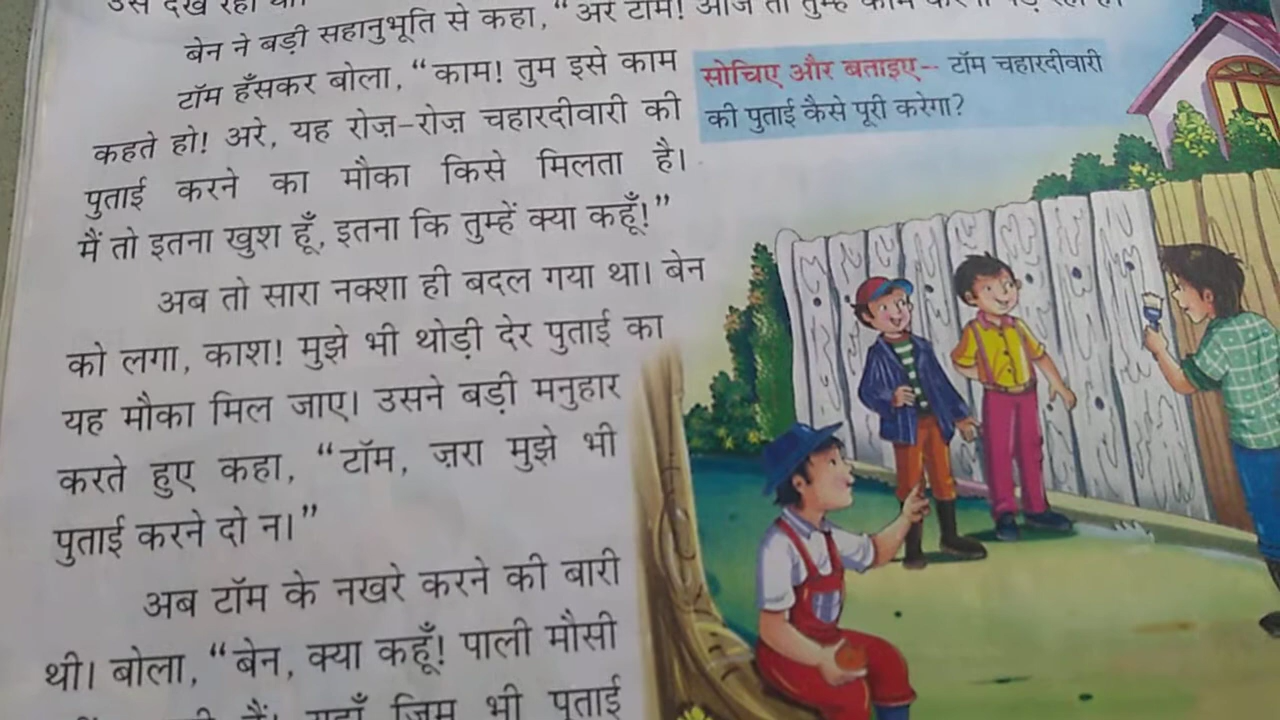 बेन ने बड़ी सहानुभूति से कहा, “अरे टॉम! आज तो तुम्हें काम
टॉम हँसकर बोला, “काम! तुम इसे काम
कहते हो! अरे, यह रोज़-रोज़ चहारदीवारी की
पुताई करने का मौका किसे मिलता है।
मैं तो इतना खुश हूँ, इतना कि तुम्हें क्या कहूँ!”
सोचिए और बताइए-- टॉम चहारदीवारी
की पुताई कैसे पूरी करेगा?
अब तो सारा नक्शा ही बदल गया था। बेन
को लगा, काश! मुझे भी थोड़ी देर पुताई का
यह मौका मिल जाए। उसने बड़ी मनुहार
करते हुए कहा, “टॉम, ज़रा मुझे भी
पुताई करने दो न।”
अब टॉम के नखरे करने की बारी
थी। बोला, “बेन, क्या कहूँ! पाली मौसी
भी पुताई